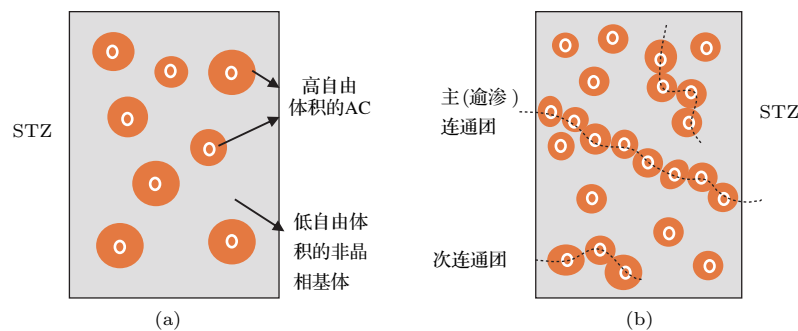 STZ
高自由
体积的AC
低自由体
积的非晶
相基体
(a)
主(逾渗)
连通团
次连通团
STZ
(b)